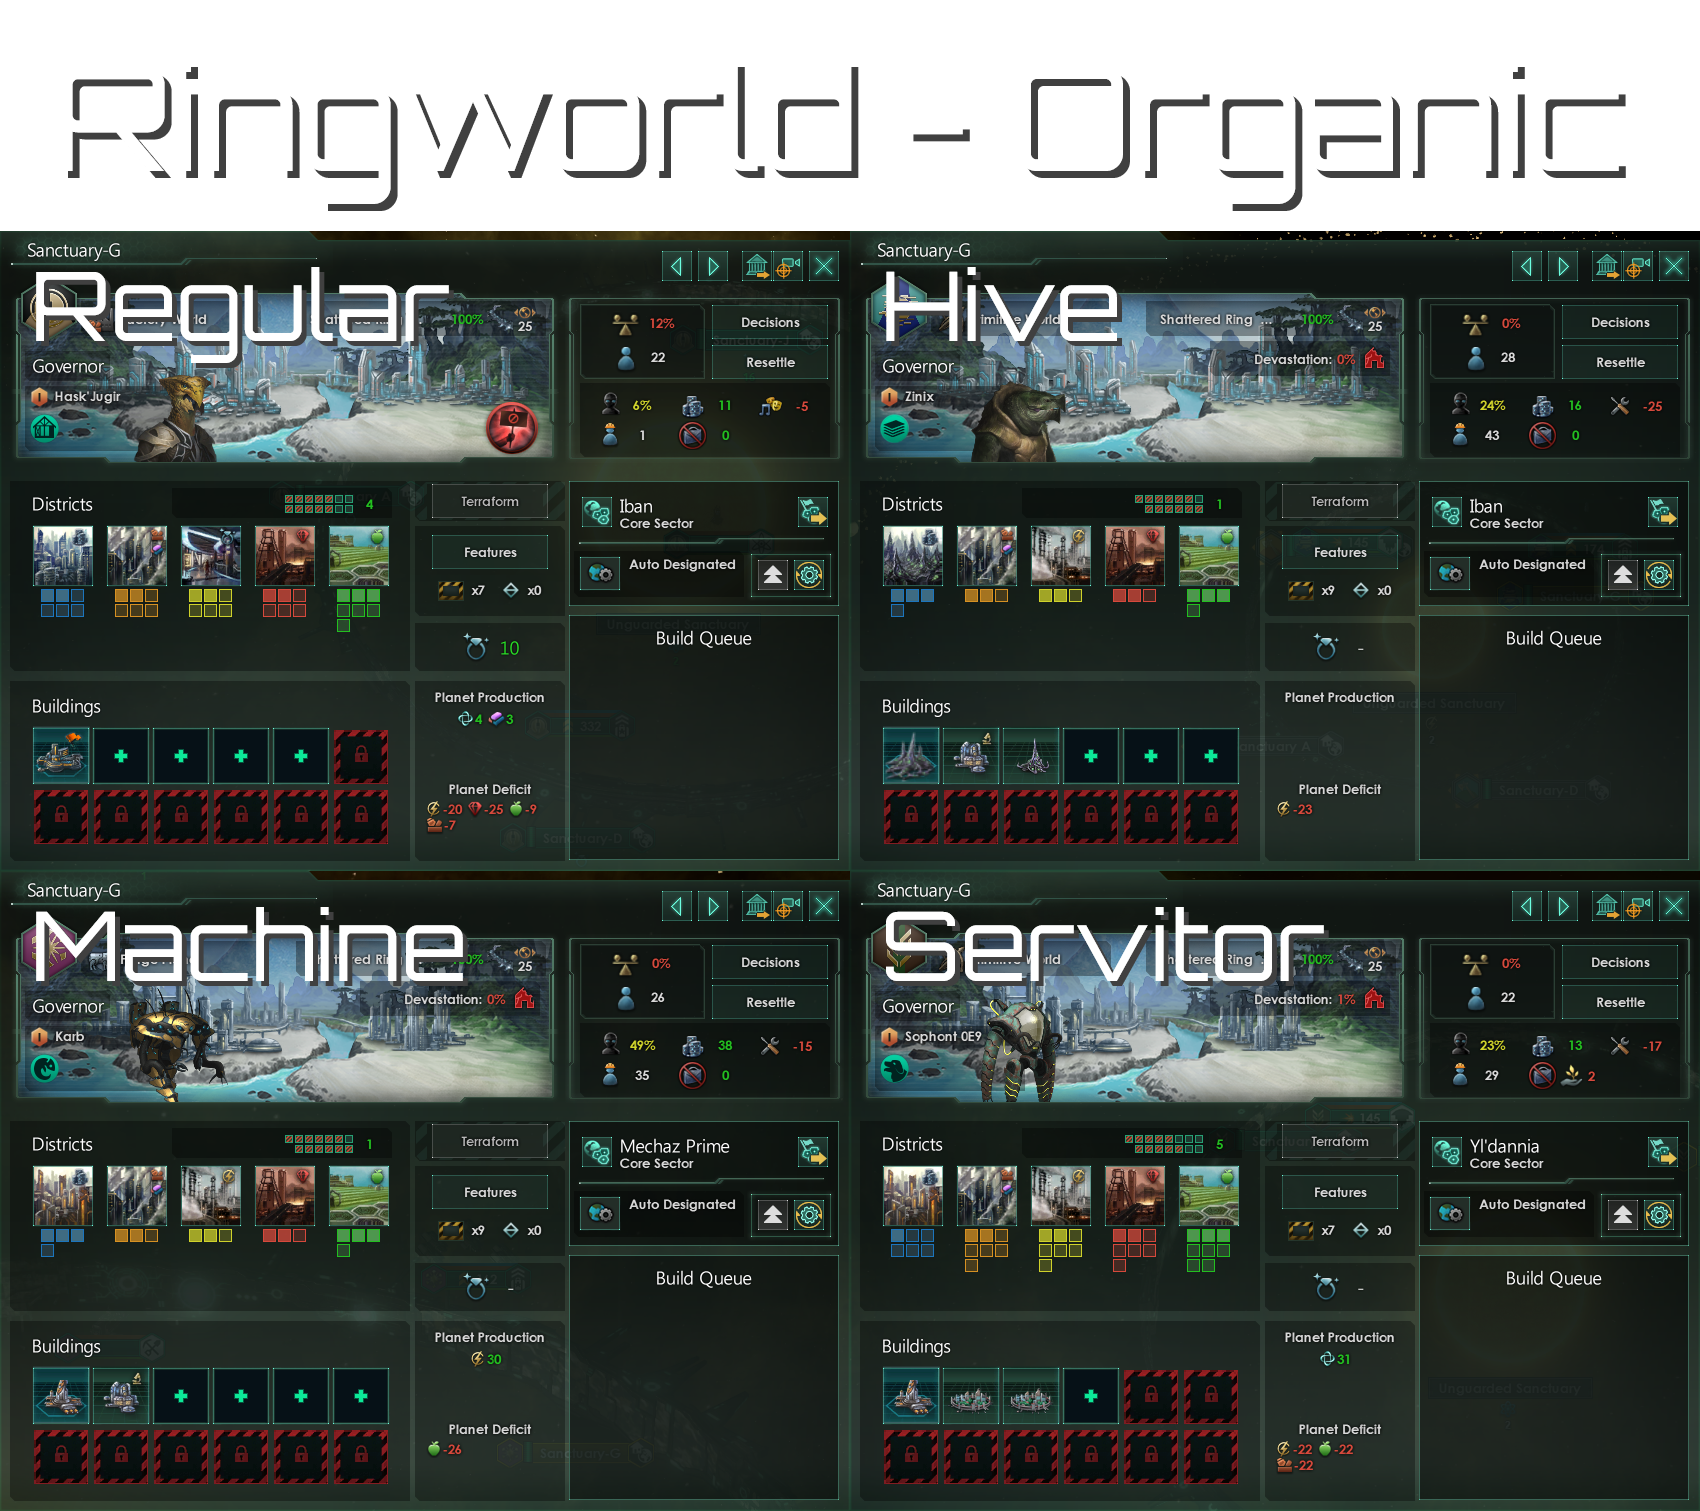 Ringworld - Organic
Sanctuary-G
Regular
100%
25
Governor
Hask'Jugir
12%
Decisions
22
Resettle
6%
11
-5
1
0
Districts
4
Terraform
Features
x7
x0
10
Iban
Core Sector
Auto Designated
Build Queue
Buildings
Planet Production
4
3
Planet Deficit
-20
-25
-9
-7
Sanctuary-G
Hive
Shattered Ring ...
100%
25
Governor
Devastation: 0%
Zinix
0%
Decisions
28
Resettle
24%
16
-25
43
0
Districts
1
Terraform
Features
x9
x0
-
Iban
Core Sector
Auto Designated
Build Queue
Buildings
Planet Production
Planet Deficit
-23
Sanctuary-G
Machine
25
Governor
Devastation: 0%
Karb
0%
Decisions
26
Resettle
49%
38
-15
35
0
Districts
1
Terraform
Features
x9
x0
-
Mechaz Prime
Core Sector
Auto Designated
Build Queue
Buildings
Planet Production
30
Planet Deficit
-26
Sanctuary-G
Servitor
World
Ring
100%
25
Governor
Devastation: 1%
Sophont 0E9
0%
Decisions
22
Resettle
23%
13
-17
29
2
Districts
5
Terraform
Features
x7
x0
-
Yl'dannia
Core Sector
Auto Designated
Build Queue
Buildings
Planet Production
31
Planet Deficit
-22
-22
-22